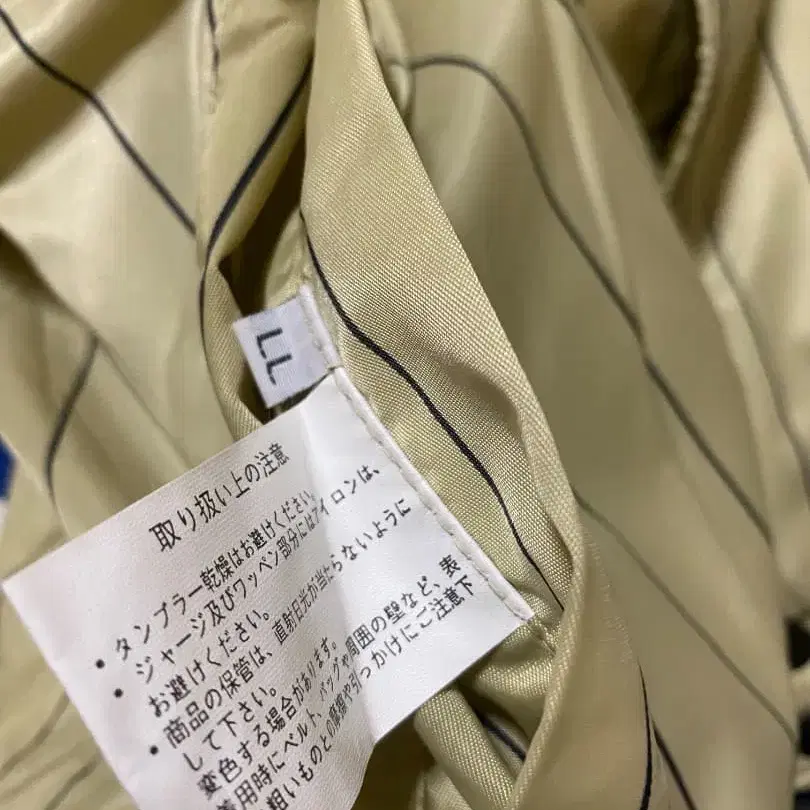 LL
取り扱い上の注意
・タンブラー乾燥はお避けください。
・ジャージ及びワッペン部分にはアイロンは、
お避けください。
・商品の保管は、直射日光が当たらないように
して下さい。
変色する場合があります。
着用時にベルト、バッグや周囲の壁など、表
粗いものとの摩擦や引っかけにご注意下